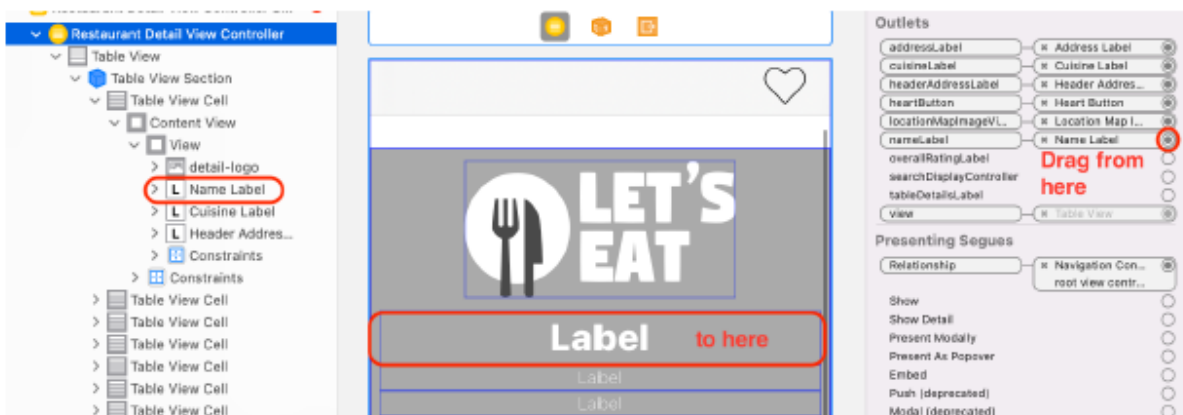 Restaurant Detail View Controller
Table View
Table View Section
Table View Cell
Content View
View
detail-logo
L Name Label
L Cuisine Label
L Header Addres...
Constraints
Constraints
Table View Cell
Table View Cell
Table View Cell
Table View Cell
Table View Cell
Table View Cell
LET'S
EAT
Label to here
Label
Label
Outlets
addressLabel Address Label
cuisineLabel Cuisine Label
headerAddressLabel Header Addres...
heartButton Heart Button
locationMapImageVi... Location Map I...
nameLabel Name Label
overallRatingLabel
searchDisplayController
tableDetailsLabel
Drag from
here
view Table View
Presenting Segues
Relationship Navigation Con...
root view contr...
Show
Show Detail
Present Modally
Present As Popover
Embed
Push (deprecated)
Modal (deprecated)